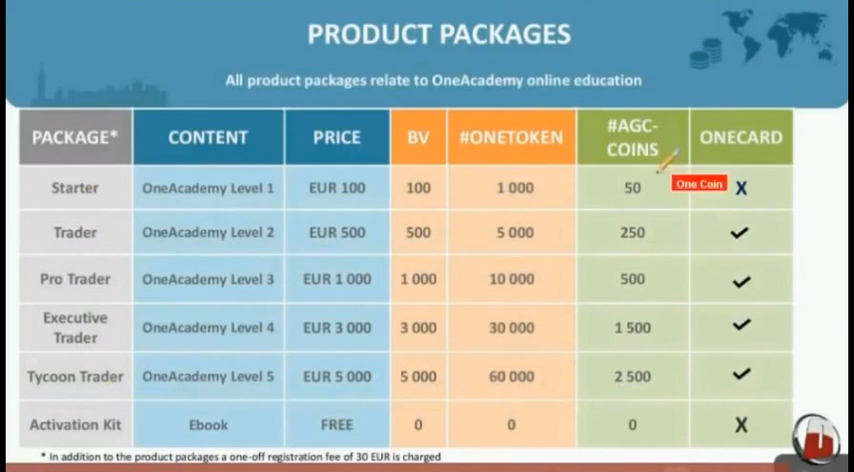 PRODUCT PACKAGES
All product packages relate to OneAcademy online education
PACKAGE* CONTENT PRICE BV #ONETOKEN #AGC-COINS ONECARD
Starter OneAcademy Level 1 EUR 100 100 1 000 50 One Coin X
Trader OneAcademy Level 2 EUR 500 500 5 000 250 ✓
Pro Trader OneAcademy Level 3 EUR 1 000 1 000 10 000 500 ✓
Executive Trader OneAcademy Level 4 EUR 3 000 3 000 30 000 1 500 ✓
Tycoon Trader OneAcademy Level 5 EUR 5 000 5 000 60 000 2 500 ✓
Activation Kit Ebook FREE 0 0 0 X
* In addition to the product packages a one-off registration fee of 30 EUR is charged